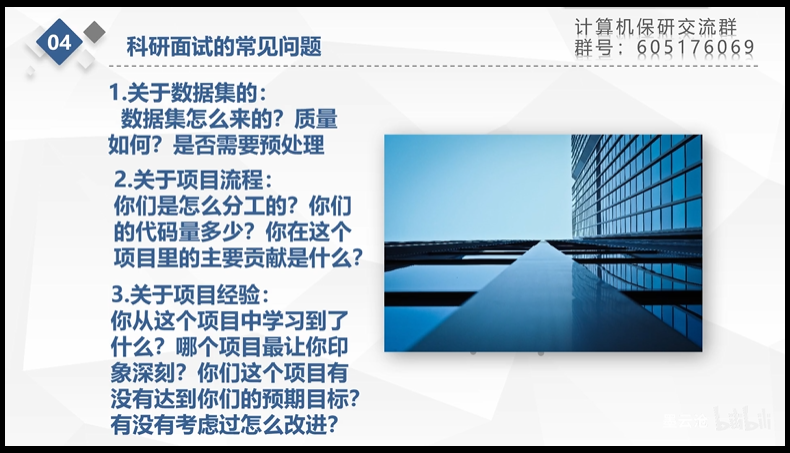 04
科研面试的常见问题
计算机保研交流群
群号：605176069
1.关于数据集的：
数据集怎么来的？质量
如何？是否需要预处理
2.关于项目流程：
你们是怎么分工的？你们
的代码量多少？你在这个
项目里的主要贡献是什么？
3.关于项目经验：
你从这个项目中学习到了
什么？哪个项目最让你印
象深刻？你们这个项目有
没有达到你们的预期目标？
有没有考虑过怎么改进？
bilibili